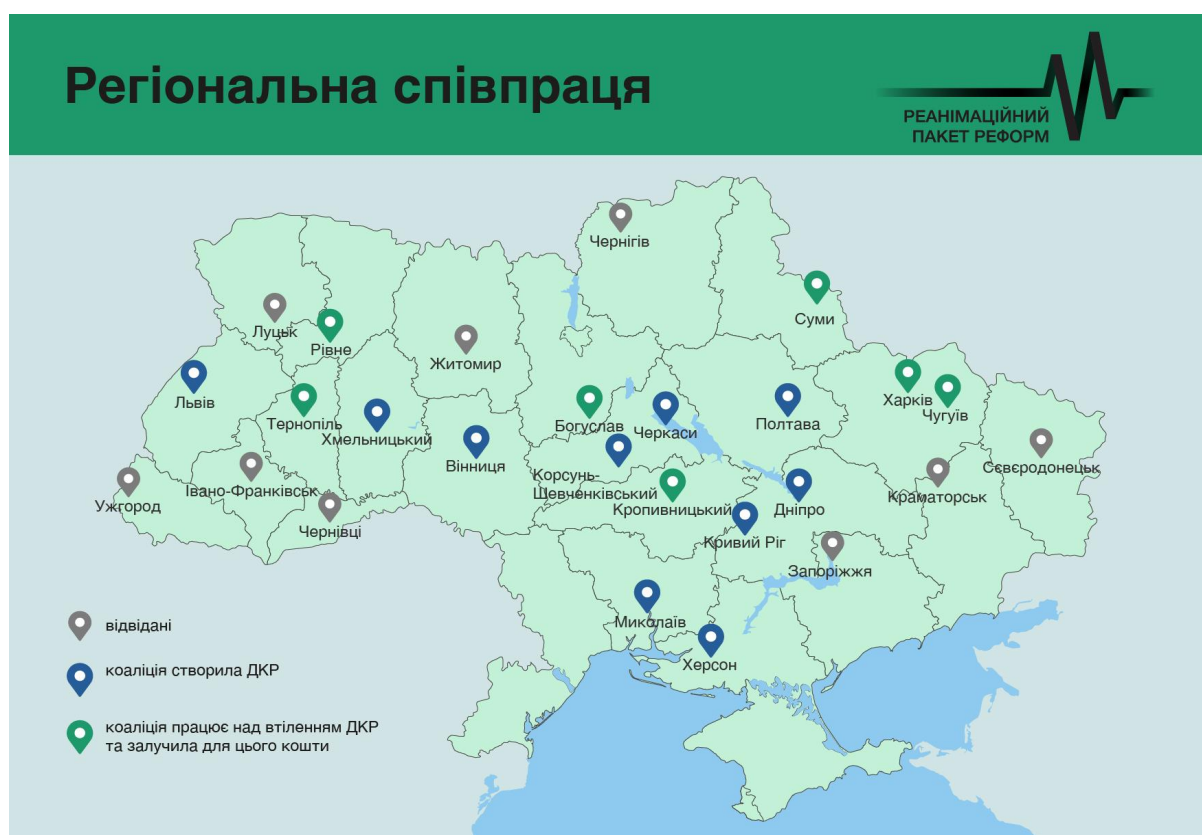 Регіональна співпраця
РЕАНІМАЦІЙНИЙ
ПАКЕТ РЕФОРМ
Чернігів
Суми
Луцьк
Рівне
Житомир
Львів
Тернопіль
Хмельницький
Вінниця
Богуслав
Черкаси
Полтава
Харків
Чугуїв
Сєвєродонецьк
Ужгород
Івано-Франківськ
Чернівці
Корсунь-
Шевченківський
Кропивницький
Дніпро
Краматорськ
Кривий Ріг
Запоріжжя
Миколаїв
Херсон
відвідані
коаліція створила ДКР
коаліція працює над втіленням ДКР
та залучила для цього кошти